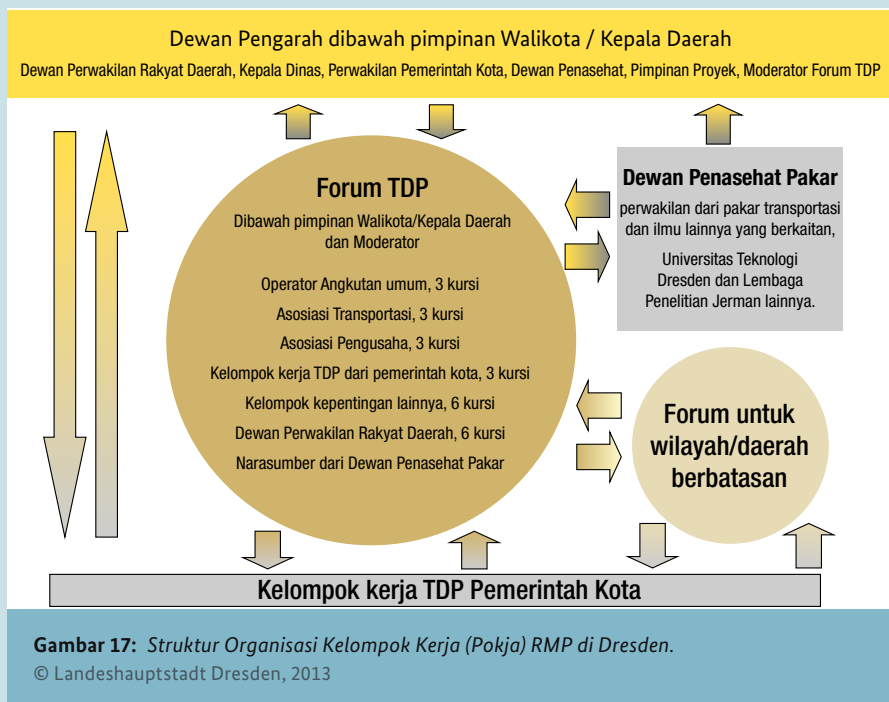 Dewan Pengarah dibawah pimpinan Walikota / Kepala Daerah
Dewan Perwakilan Rakyat Daerah, Kepala Dinas, Perwakilan Pemerintah Kota, Dewan Penasehat, Pimpinan Proyek, Moderator Forum TDP
Forum TDP
Dibawah pimpinan Walikota/Kepala Daerah
dan Moderator
Operator Angkutan umum, 3 kursi
Asosiasi Transportasi, 3 kursi
Asosiasi Pengusaha, 3 kursi
Kelompok kerja TDP dari pemerintah kota, 3 kursi
Kelompok kepentingan lainnya, 6 kursi
Dewan Perwakilan Rakyat Daerah, 6 kursi
Narasumber dari Dewan Penasehat Pakar
Dewan Penasehat Pakar
perwakilan dari pakar transportasi
dan ilmu lainnya yang berkaitan,
Universitas Teknologi
Dresden dan Lembaga
Penelitian Jerman lainnya.
Forum untuk
wilayah/daerah
berbatasan
Kelompok kerja TDP Pemerintah Kota
Gambar 17: Struktur Organisasi Kelompok Kerja (Pokja) RMP di Dresden.
© Landeshauptstadt Dresden, 2013